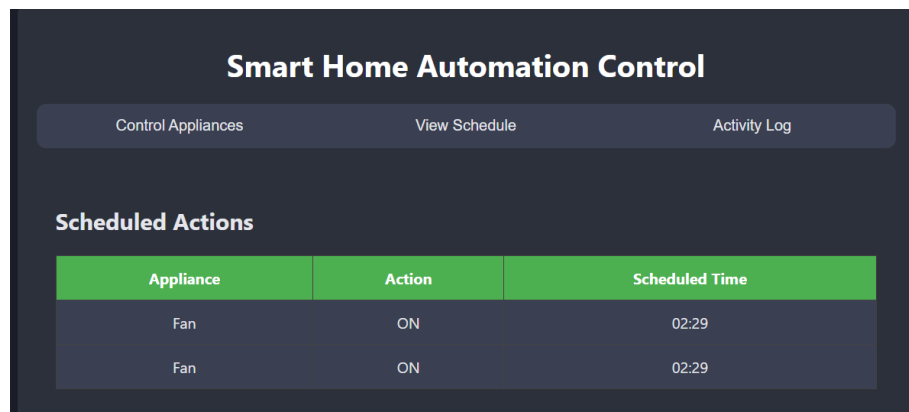 Smart Home Automation Control
Control Appliances View Schedule Activity Log
Scheduled Actions
Appliance Action Scheduled Time
Fan ON 02:29
Fan ON 02:29